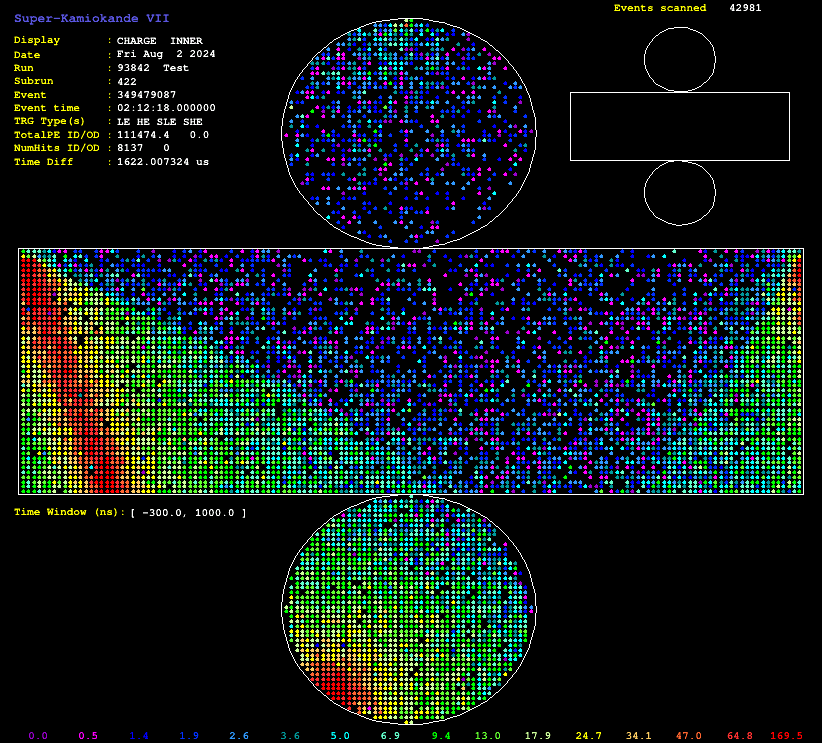 Super-Kamiokande VII
Events scanned 42981
Display : CHARGE INNER
Date : Fri Aug 2 2024
Run : 93842 Test
Subrun : 422
Event : 349479087
Event time : 02:12:18.000000
TRG Type(s) : LE HE SLE SHE
TotalPE ID/OD : 111474.4 0.0
NumHits ID/OD : 8137 0
Time Diff : 1622.007324 us
Time Window (ns): [ -300.0, 1000.0 ]
0.0 0.5 1.4 1.9 2.6 3.6 5.0 6.9 9.4 13.0 17.9 24.7 34.1 47.0 64.8 169.5